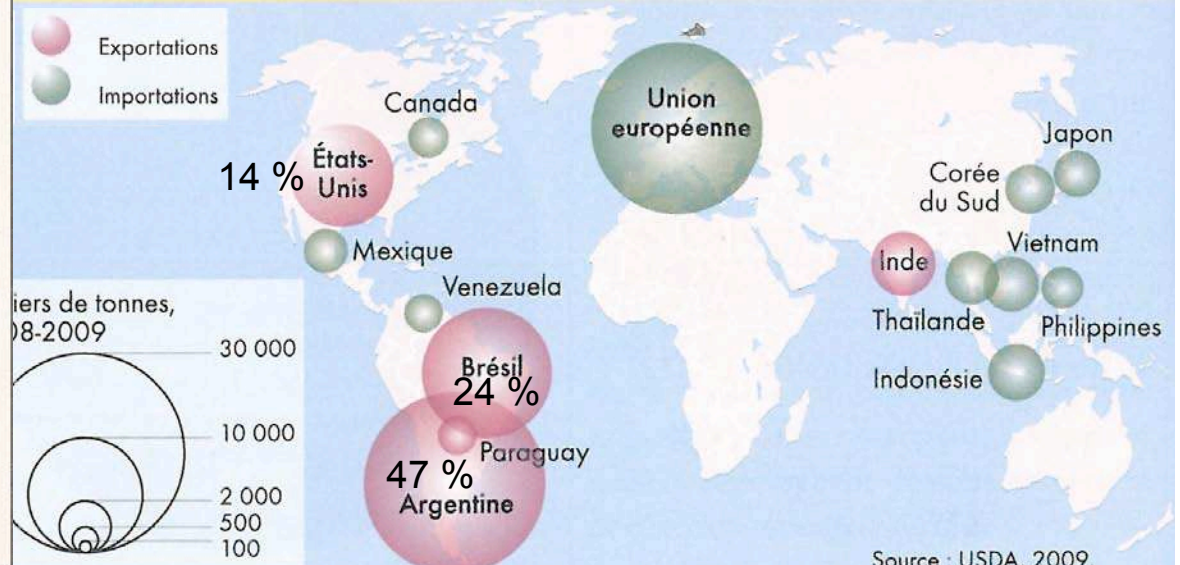 Exportations
Importations
Canada
Union
européenne
Japon
États-
Unis
14 %
Corée
du Sud
Mexique
Vietnam
Inde
Venezuela
iers de tonnes,
08-2009
Thaïlande
Philippines
30 000
Brésil
24 %
Indonésie
10 000
Paraguay
47 %
Argentine
2 000
500
100
Source : USDA, 2009.